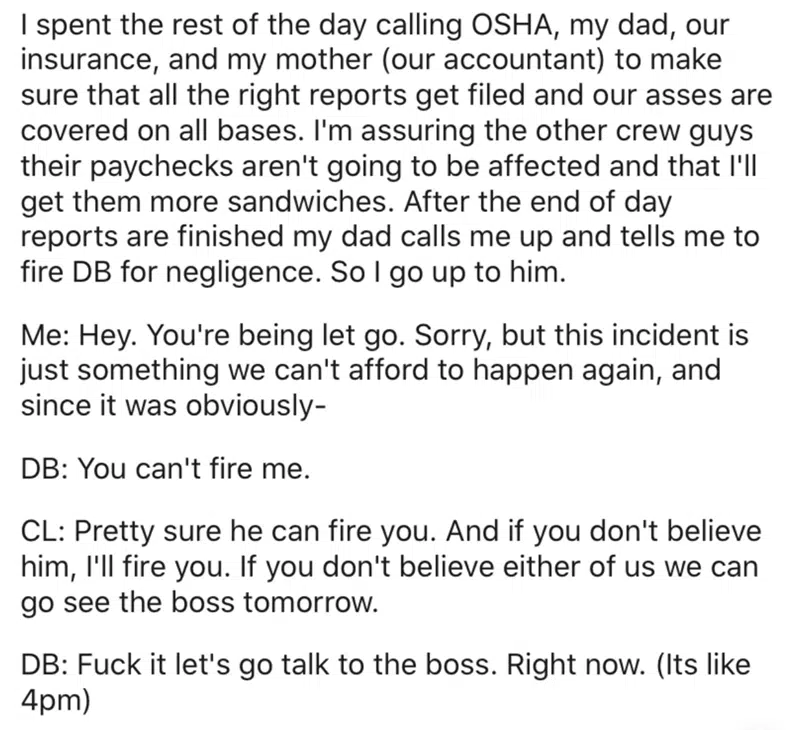 I spent the rest of the day calling OSHA, my dad, our
insurance, and my mother (our accountant) to make
sure that all the right reports get filed and our asses are
covered on all bases. I'm assuring the other crew guys
their paychecks aren't going to be affected and that I'll
get them more sandwiches. After the end of day
reports are finished my dad calls me up and tells me to
fire DB for negligence. So I go up to him.
Me: Hey. You're being let go. Sorry, but this incident is
just something we can't afford to happen again, and
since it was obviously-
DB: You can't fire me.
CL: Pretty sure he can fire you. And if you don't believe
him, I'll fire you. If you don't believe either of us we can
go see the boss tomorrow.
DB: Fuck it let's go talk to the boss. Right now. (Its like
4pm)